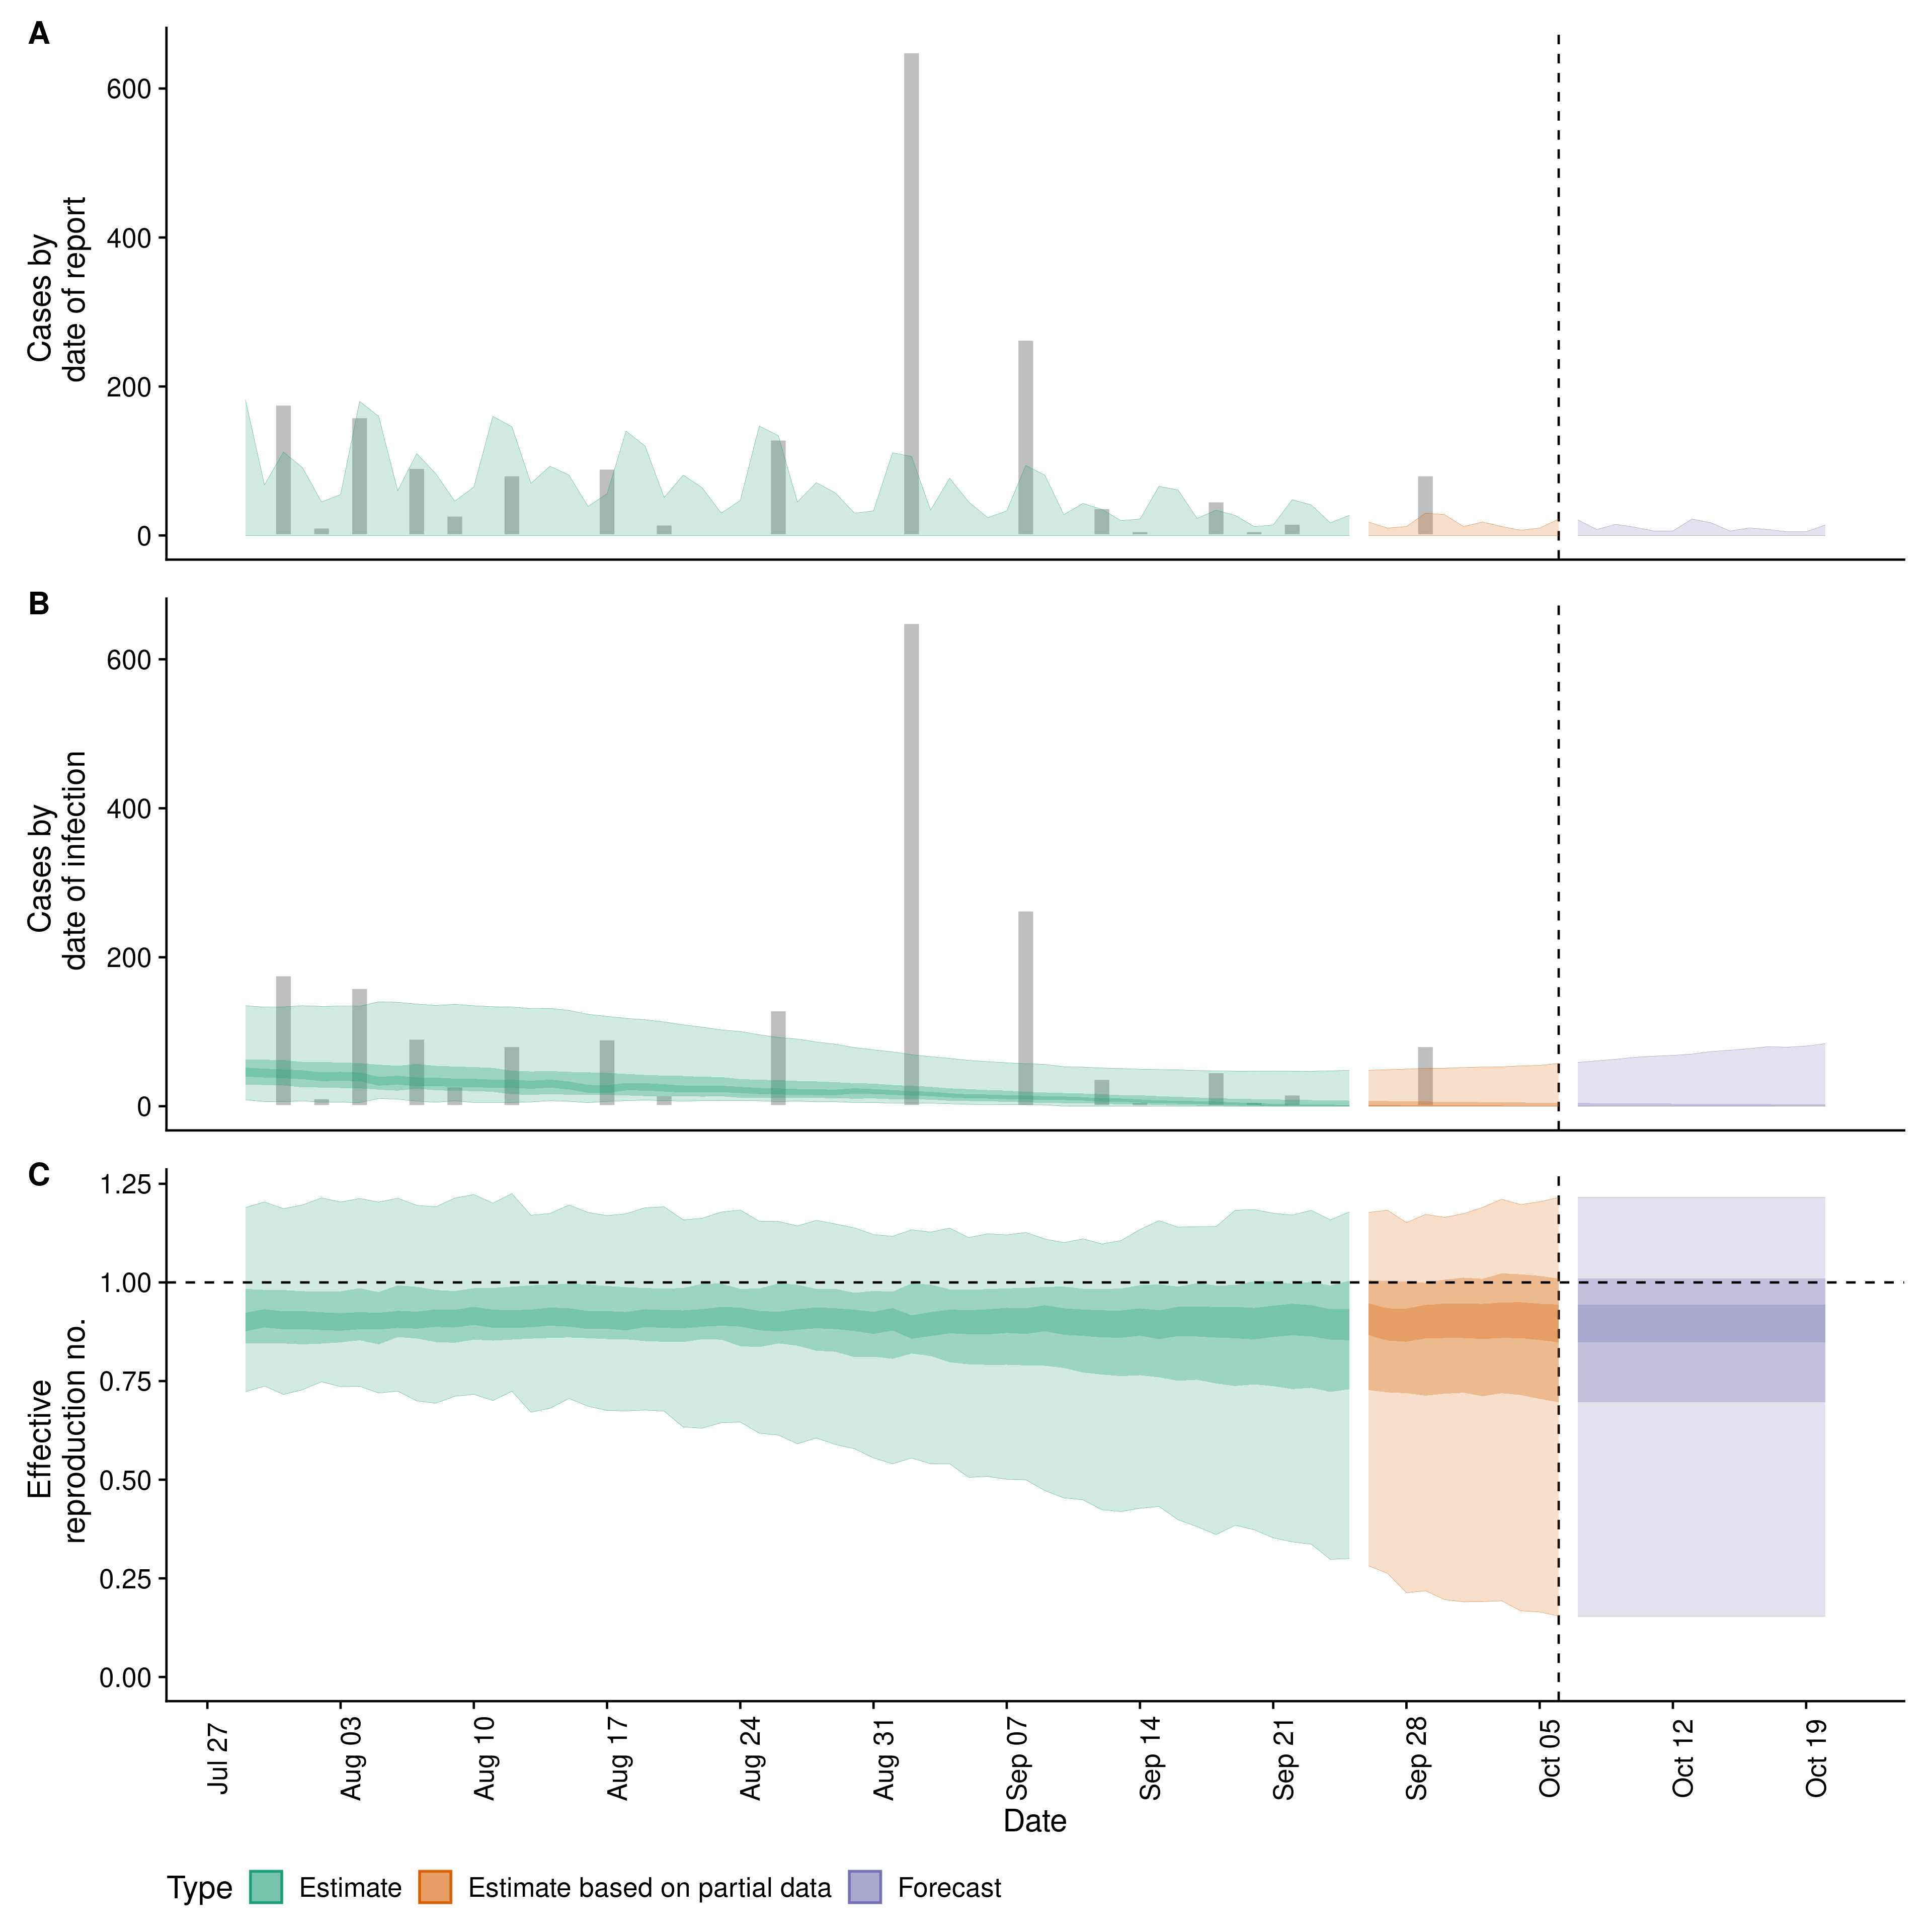 A
Cases by
date of report
600
400
200
0
B
Cases by
date of infection
600
400
200
0
C
Effective
reproduction no.
1.25
1.00
0.75
0.50
0.25
0.00
Jul 27
Aug 03
Aug 10
Aug 17
Aug 24
Aug 31
Sep 07
Sep 14
Sep 21
Sep 28
Oct 05
Oct 12
Oct 19
Date
Type Estimate Estimate based on partial data Forecast